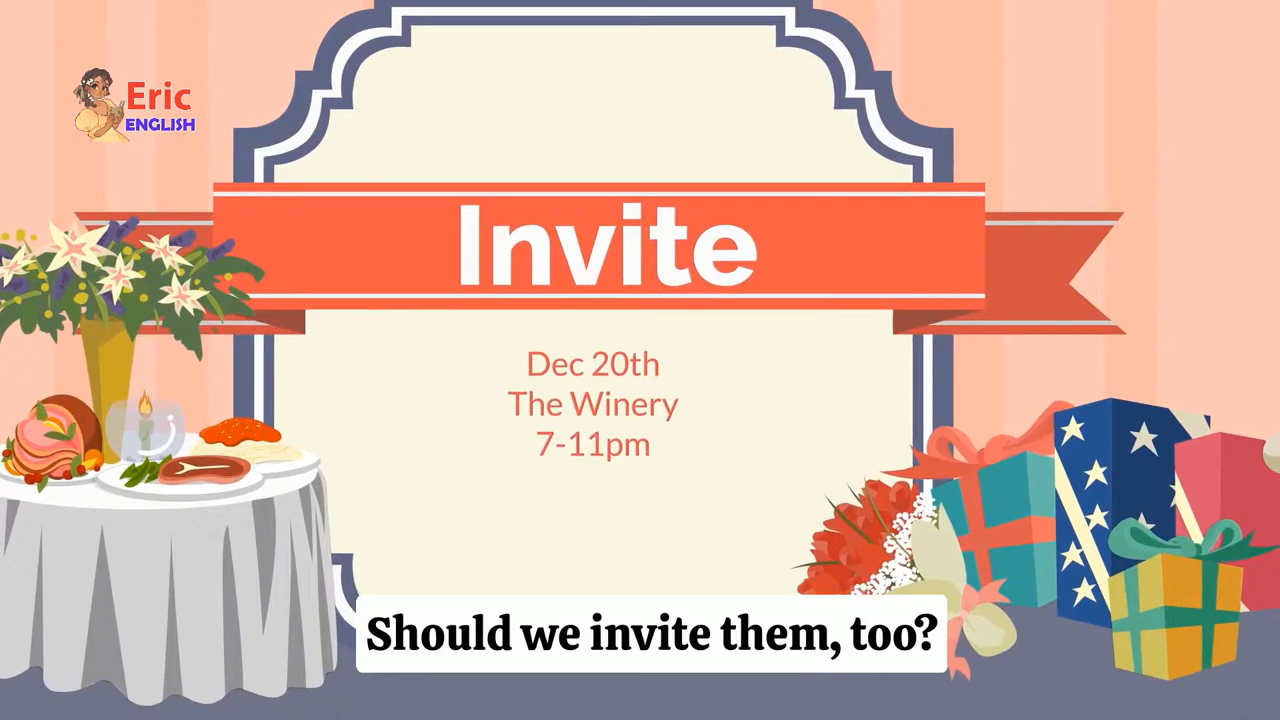 Eric
ENGLISH
Invite
Dec 20th
The Winery
7-11pm
Should we invite them, too?